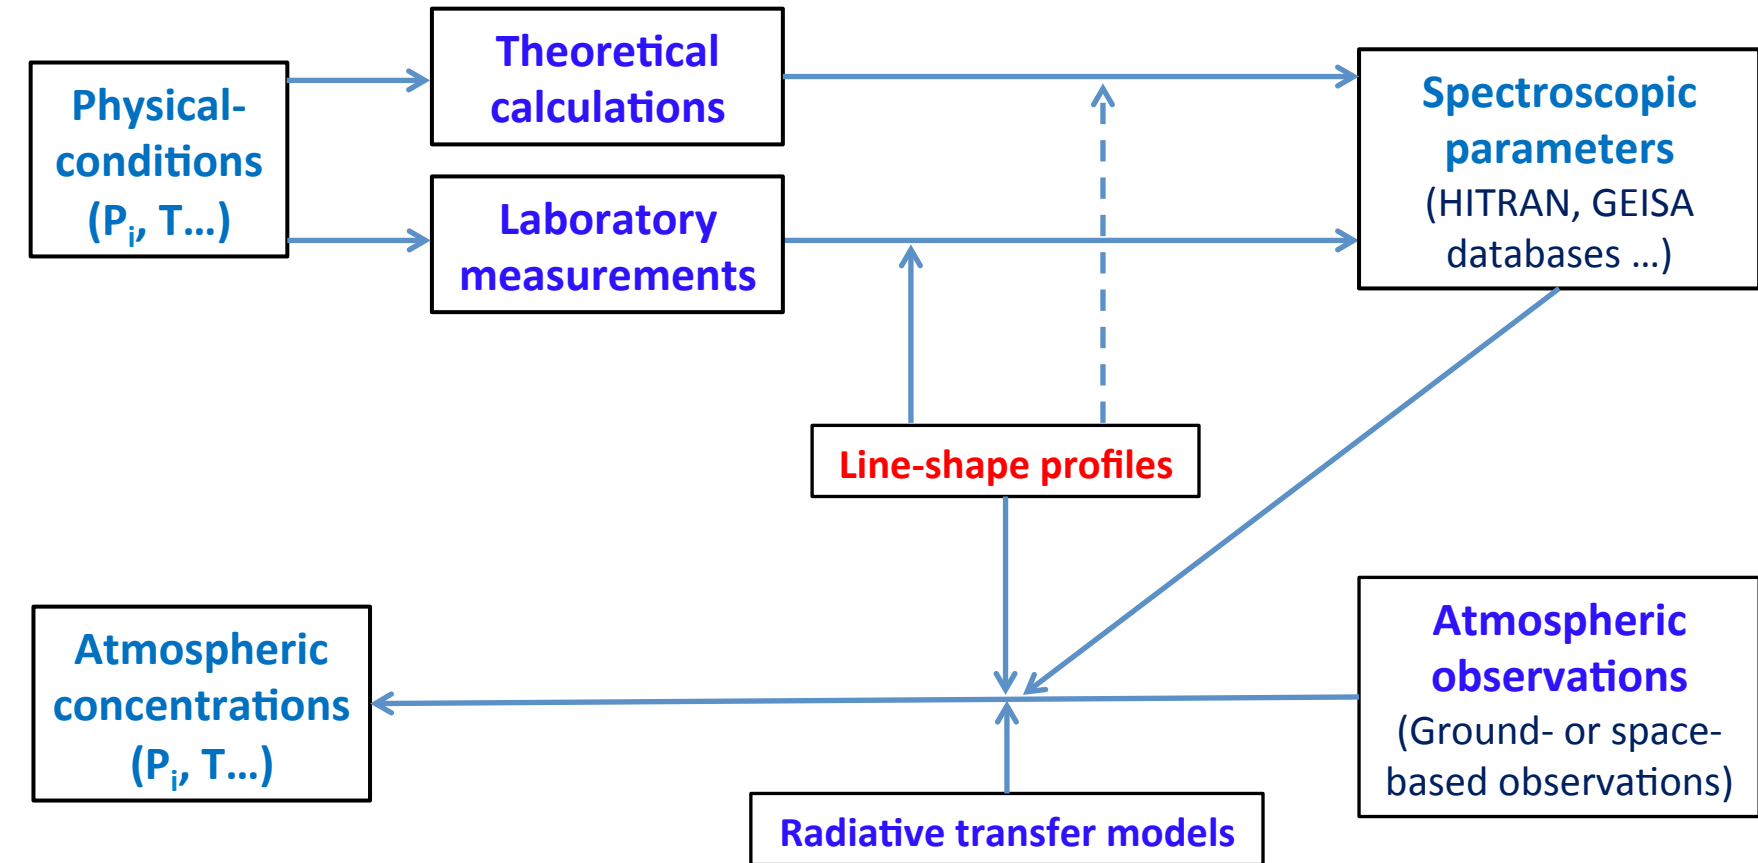 Physical-
conditions
(Pi, T...)
Theoretical
calculations
Laboratory
measurements
Spectroscopic
parameters
(HITRAN, GEISA
databases ...)
Line-shape profiles
Atmospheric
concentrations
(Pi, T...)
Atmospheric
observations
(Ground- or space-
based observations)
Radiative transfer models